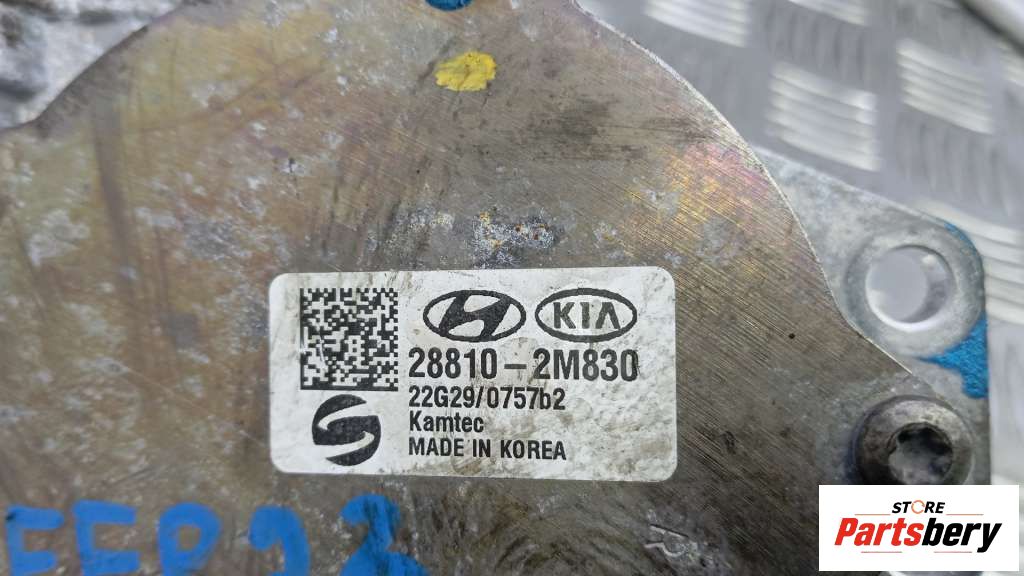 KIA
28810-2M830
22G29/0757b2
Kamtec
MADE IN KOREA
STORE
Partsbery